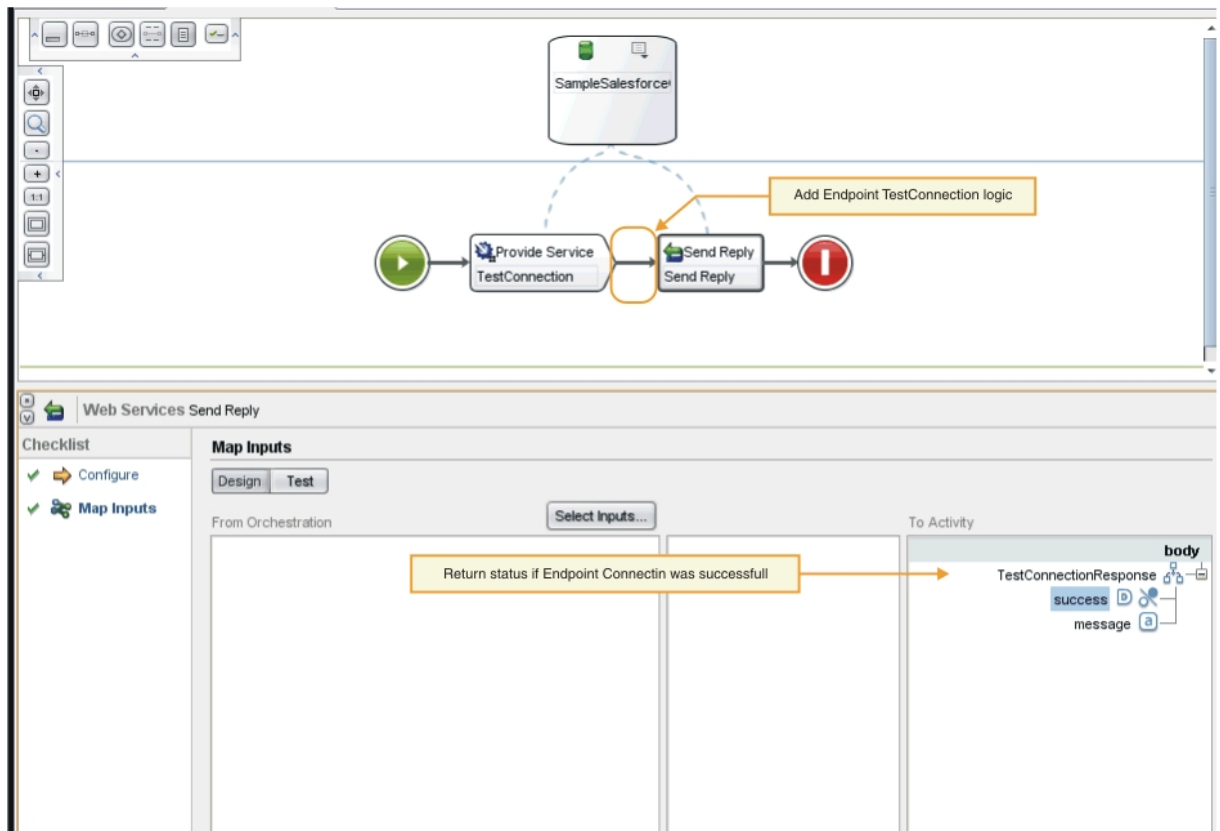 SampleSalesforce
Add Endpoint TestConnection logic
Provide Service
TestConnection
Send Reply
Send Reply
1:1
Web Services Send Reply
Checklist
Configure
Map Inputs
Map Inputs
Design Test
From Orchestration
Select Inputs...
To Activity
body
Return status if Endpoint Connectin was successfull
TestConnectionResponse
success D
message a